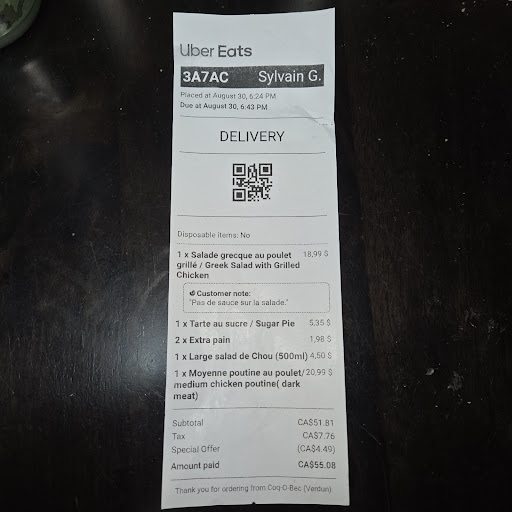 Uber Eats
3A7AC Sylvain G.
Placed at August 30, 6:24 PM
Due at August 30, 6:43 PM
DELIVERY
Disposable items: No
1 x Salade grecque au poulet 18,99 $
grillé / Greek Salad with Grilled
Chicken
Customer note:
"Pas de sauce sur la salade."
1 x Tarte au sucre / Sugar Pie 5,35 $
2 x Extra pain 1,98 $
1 x Large salad de Chou (500ml) 4,50 $
1 x Moyenne poutine au poulet/ 20,99 $
medium chicken poutine( dark
meat)
Subtotal CA$51.81
Tax CA$7.76
Special Offer (CA$4.49)
Amount paid CA$55.08
Thank you for ordering from Coq-O-Bec (Verdun)